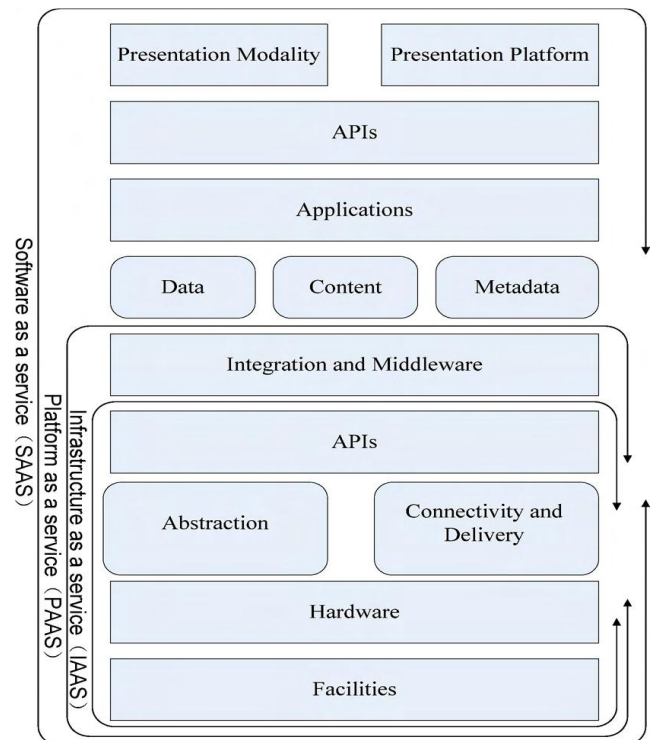 Presentation Modality
Presentation Platform
APIs
Applications
Data
Content
Metadata
Integration and Middleware
APIs
Abstraction
Connectivity and
Delivery
Hardware
Facilities
Software as a service（SAAS）
Platform as a service（PAAS）
Infrastructure as a service（IAAS）